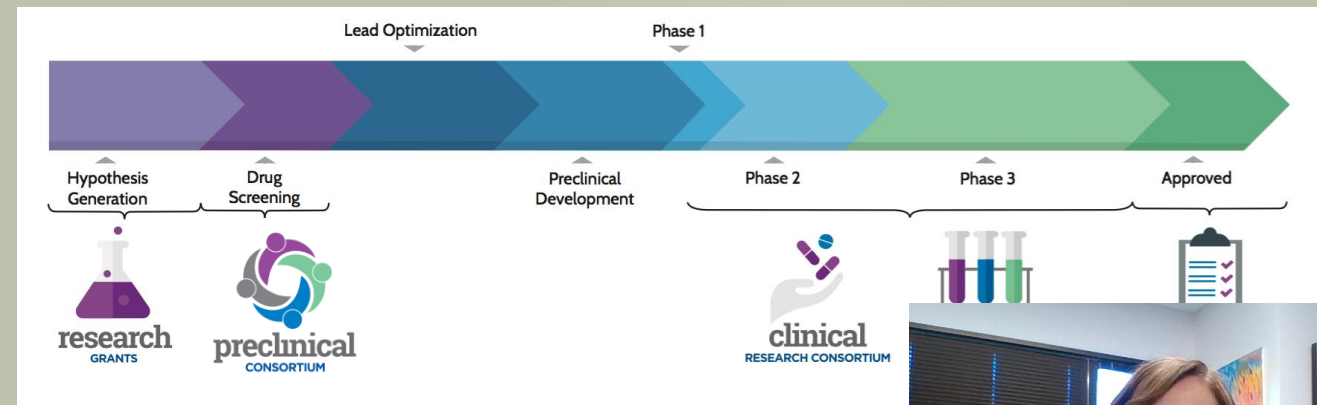 Lead Optimization
Phase 1
Hypothesis
Generation
Drug
Screening
Preclinical
Development
Phase 2
Phase 3
Approved
research
GRANTS
preclinical
CONSORTIUM
clinical
RESEARCH CONSORTIUM